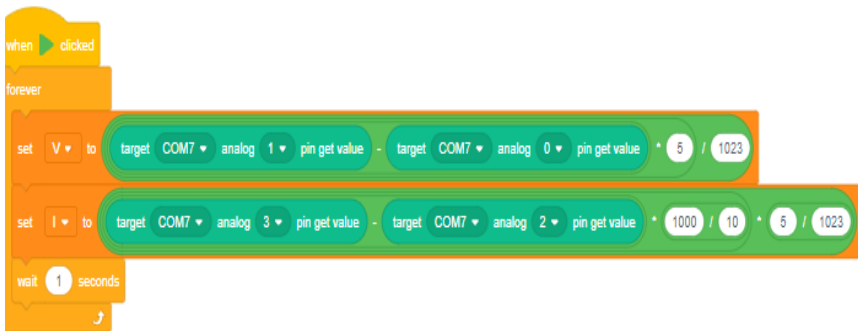 when clicked
forever
set V to target COM7 analog 1 pin get value - target COM7 analog 0 pin get value * 5 / 1023
set I to target COM7 analog 3 pin get value - target COM7 analog 2 pin get value * 1000 / 10 * 5 / 1023
wait 1 seconds